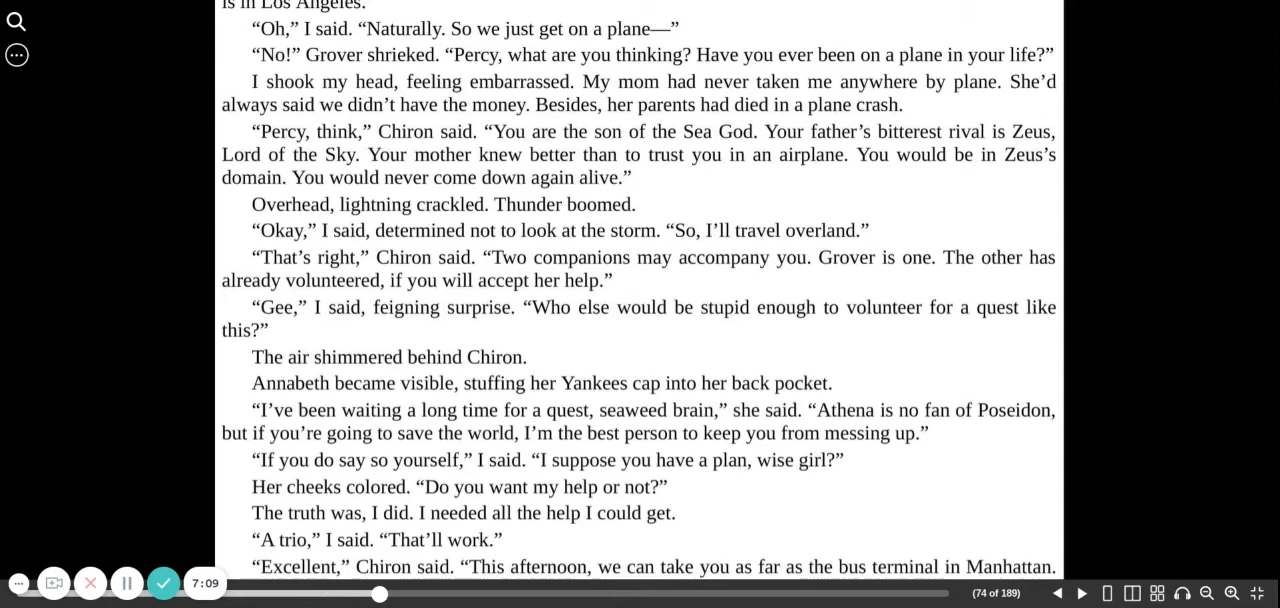 is in Los Angeles.
“Oh,” I said. “Naturally. So we just get on a plane—”
“No!” Grover shrieked. “Percy, what are you thinking? Have you ever been on a plane in your life?”
I shook my head, feeling embarrassed. My mom had never taken me anywhere by plane. She’d
always said we didn’t have the money. Besides, her parents had died in a plane crash.
“Percy, think,” Chiron said. “You are the son of the Sea God. Your father’s bitterest rival is Zeus,
Lord of the Sky. Your mother knew better than to trust you in an airplane. You would be in Zeus’s
domain. You would never come down again alive.”
Overhead, lightning crackled. Thunder boomed.
“Okay,” I said, determined not to look at the storm. “So, I’ll travel overland.”
“That’s right,” Chiron said. “Two companions may accompany you. Grover is one. The other has
already volunteered, if you will accept her help.”
“Gee,” I said, feigning surprise. “Who else would be stupid enough to volunteer for a quest like
this?”
The air shimmered behind Chiron.
Annabeth became visible, stuffing her Yankees cap into her back pocket.
“I’ve been waiting a long time for a quest, seaweed brain,” she said. “Athena is no fan of Poseidon,
but if you’re going to save the world, I’m the best person to keep you from messing up.”
“If you do say so yourself,” I said. “I suppose you have a plan, wise girl?”
Her cheeks colored. “Do you want my help or not?”
The truth was, I did. I needed all the help I could get.
“A trio,” I said. “That’ll work.”
“Excellent,” Chiron said. “This afternoon, we can take you as far as the bus terminal in Manhattan.
7:09
(74 of 189)